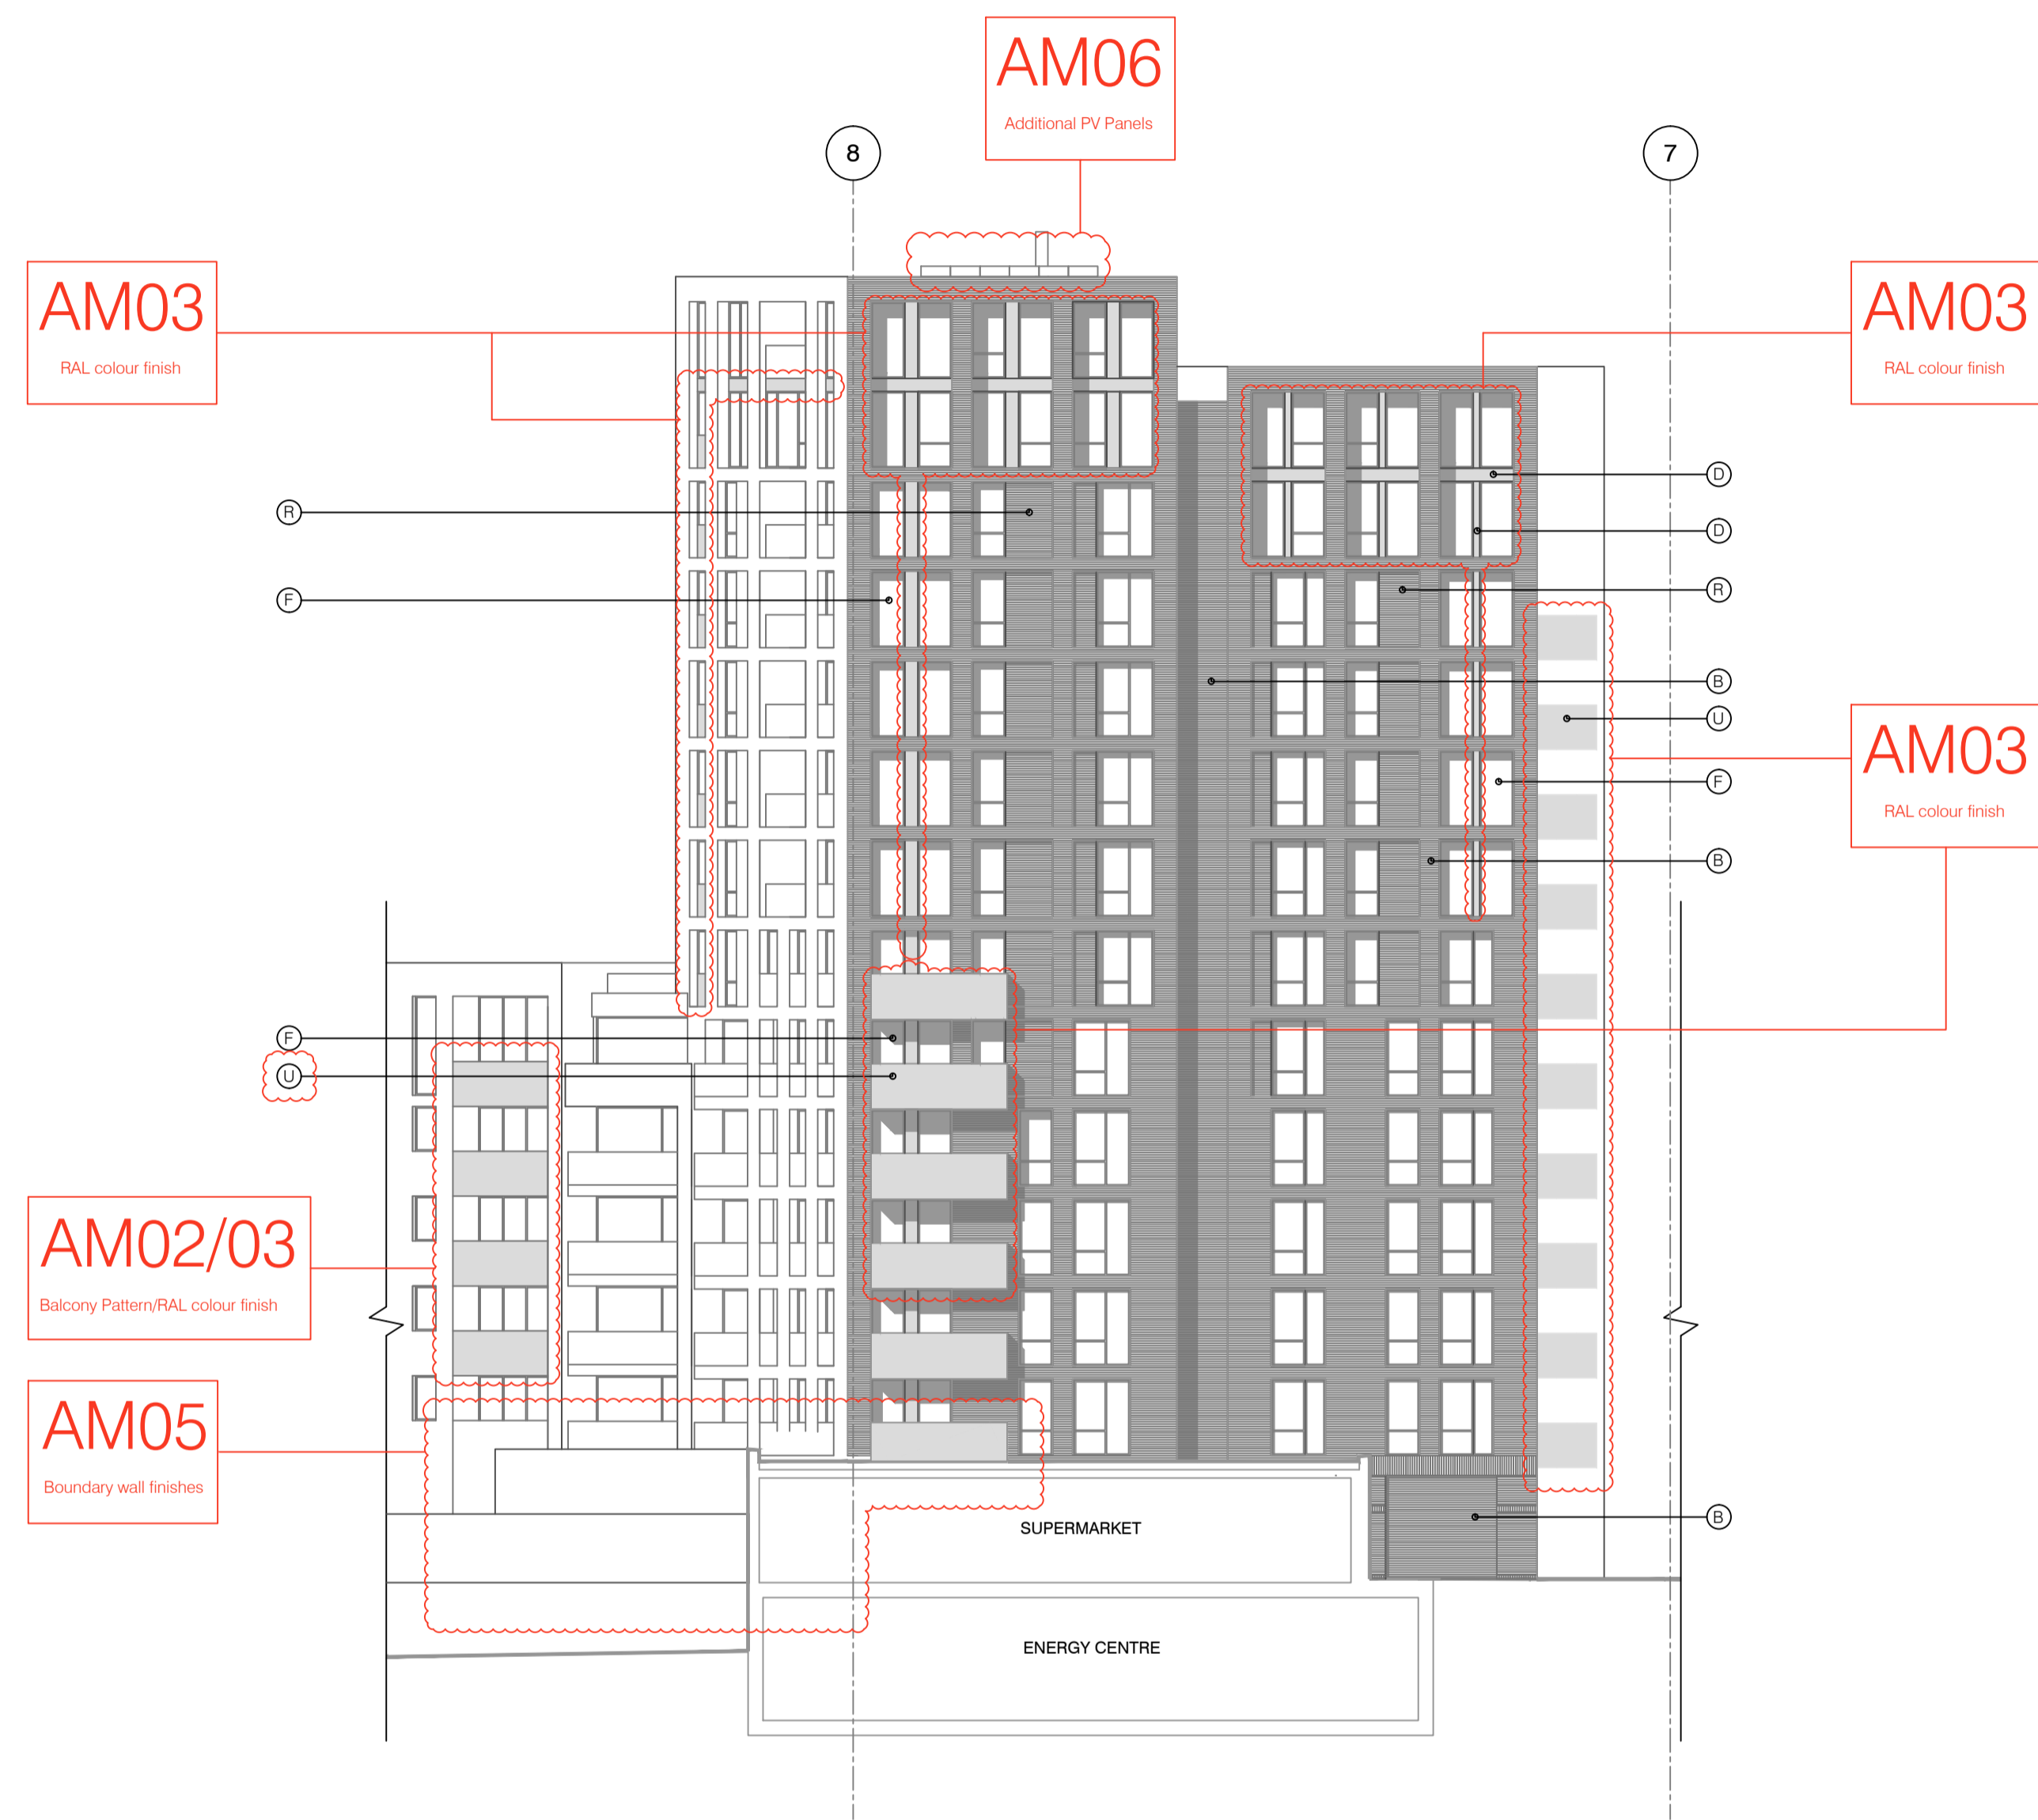 AM06
Additional PV Panels
8
7
AM03
RAL colour finish
AM03
RAL colour finish
D
R
D
R
F
B
U
AM03
RAL colour finish
F
B
F
U
AM02/03
Balcony Pattern/RAL colour finish
AM05
Boundary wall finishes
B
SUPERMARKET
ENERGY CENTRE